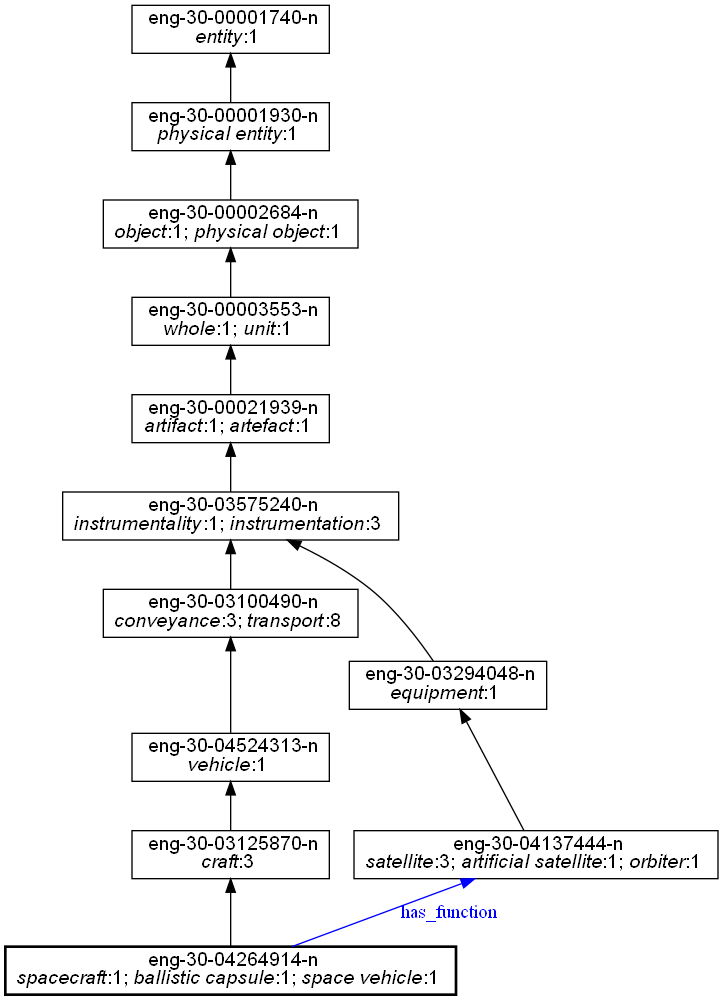 eng-30-00001740-n
entity:1
eng-30-00001930-n
physical entity:1
eng-30-00002684-n
object:1; physical object:1
eng-30-00003553-n
whole:1; unit:1
eng-30-00021939-n
artifact:1; artefact:1
eng-30-03575240-n
instrumentality:1; instrumentation:3
eng-30-03100490-n
conveyance:3; transport:8
eng-30-03294048-n
equipment:1
eng-30-04524313-n
vehicle:1
eng-30-03125870-n
craft:3
eng-30-04137444-n
satellite:3; artificial satellite:1; orbiter:1
has_function
eng-30-04264914-n
spacecraft:1; ballistic capsule:1; space vehicle:1